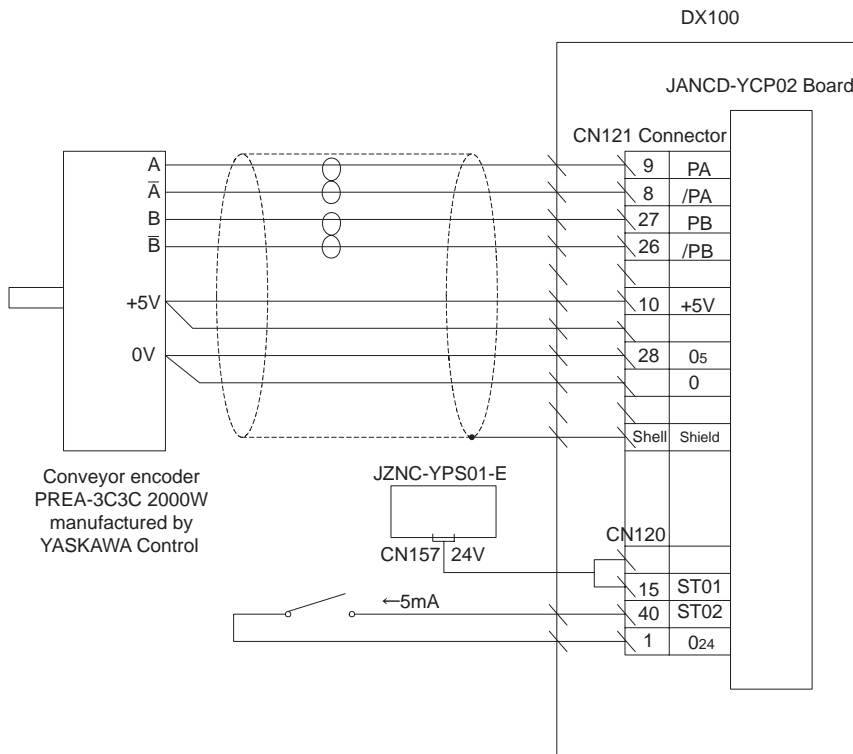 DX100
JANCD-YCP02 Board
CN121 Connector
A 9 PA
A̅ 8 /PA
B 27 PB
B̅ 26 /PB
+5V 10 +5V
0V 28 05
0
Shell Shield
Conveyor encoder
PREA-3C3C 2000W
manufactured by
YASKAWA Control
JZNC-YPS01-E
CN157 24V
CN120
15 ST01
←5mA 40 ST02
1 024